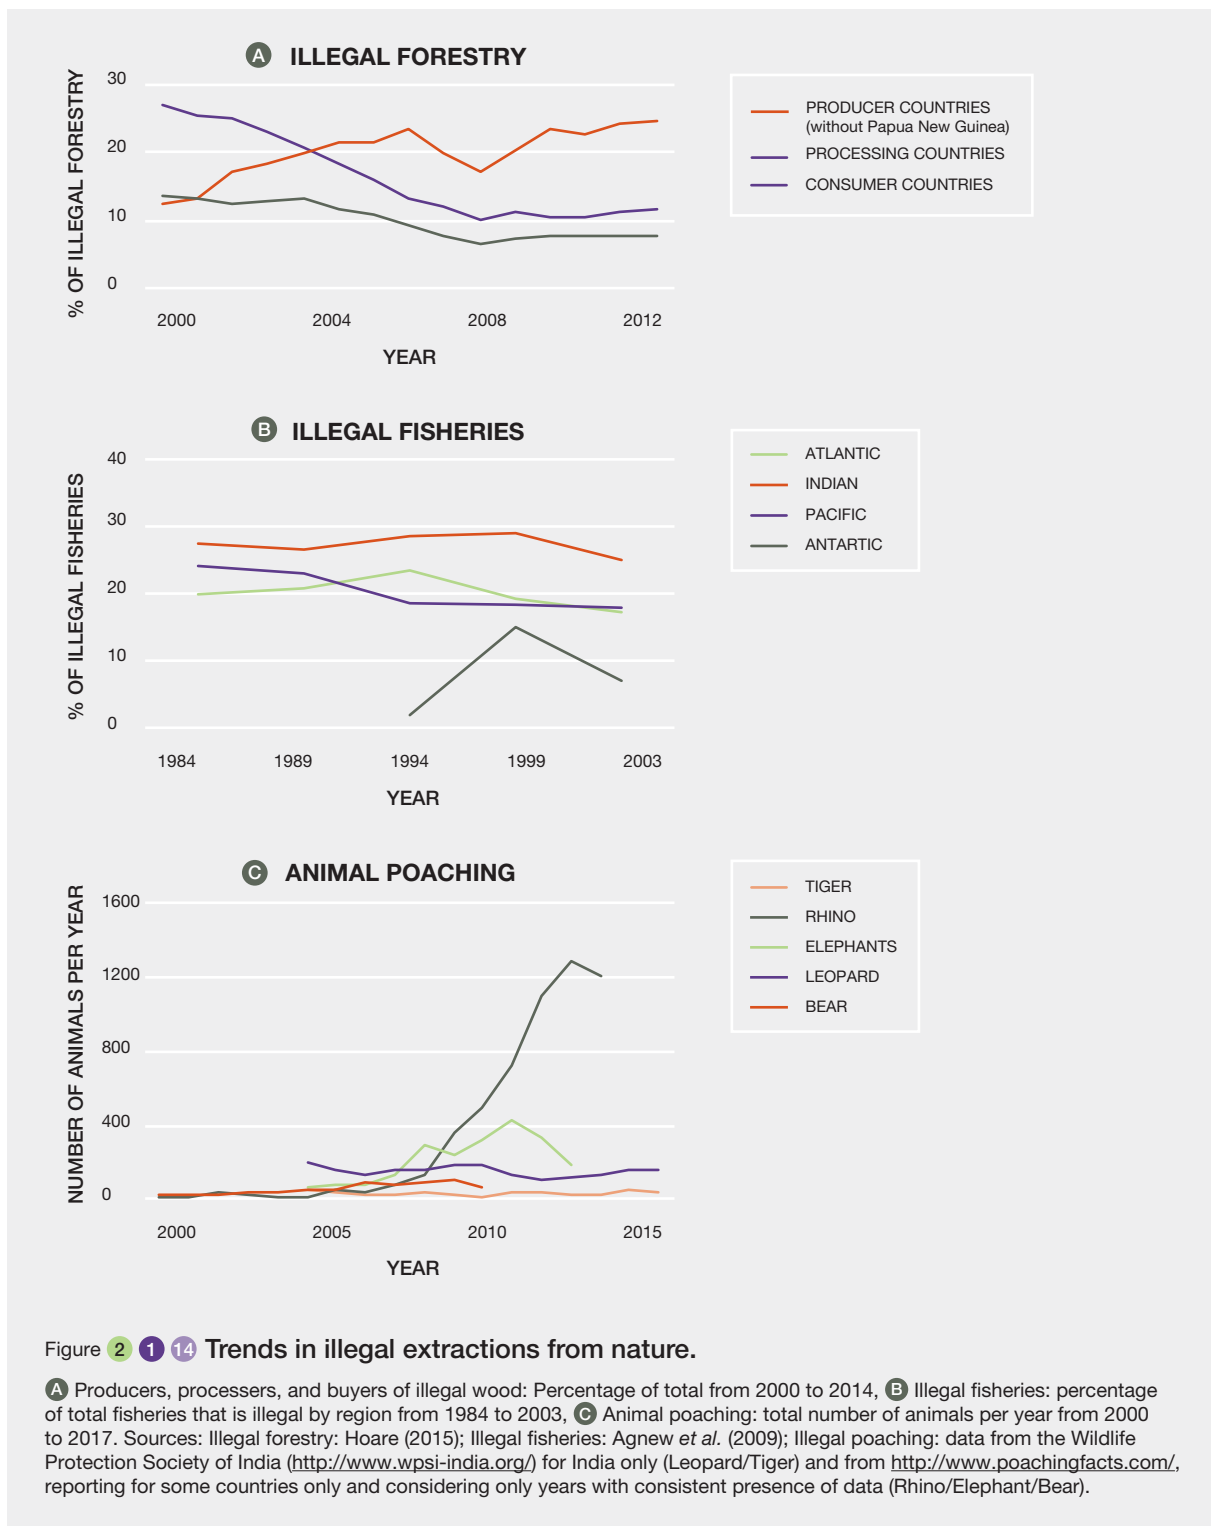 A ILLEGAL FORESTRY
% OF ILLEGAL FORESTRY
30
20
10
0
2000 2004 2008 2012
YEAR
PRODUCER COUNTRIES
(without Papua New Guinea)
PROCESSING COUNTRIES
CONSUMER COUNTRIES
B ILLEGAL FISHERIES
% OF ILLEGAL FISHERIES
40
30
20
10
0
1984 1989 1994 1999 2003
YEAR
ATLANTIC
INDIAN
PACIFIC
ANTARTIC
C ANIMAL POACHING
NUMBER OF ANIMALS PER YEAR
1600
1200
800
400
0
2000 2005 2010 2015
YEAR
TIGER
RHINO
ELEPHANTS
LEOPARD
BEAR
Figure 2 1 14 Trends in illegal extractions from nature.
A Producers, processers, and buyers of illegal wood: Percentage of total from 2000 to 2014, B Illegal fisheries: percentage
of total fisheries that is illegal by region from 1984 to 2003, C Animal poaching: total number of animals per year from 2000
to 2017. Sources: Illegal forestry: Hoare (2015); Illegal fisheries: Agnew et al. (2009); Illegal poaching: data from the Wildlife
Protection Society of India (http://www.wpsi-india.org/) for India only (Leopard/Tiger) and from http://www.poachingfacts.com/,
reporting for some countries only and considering only years with consistent presence of data (Rhino/Elephant/Bear).